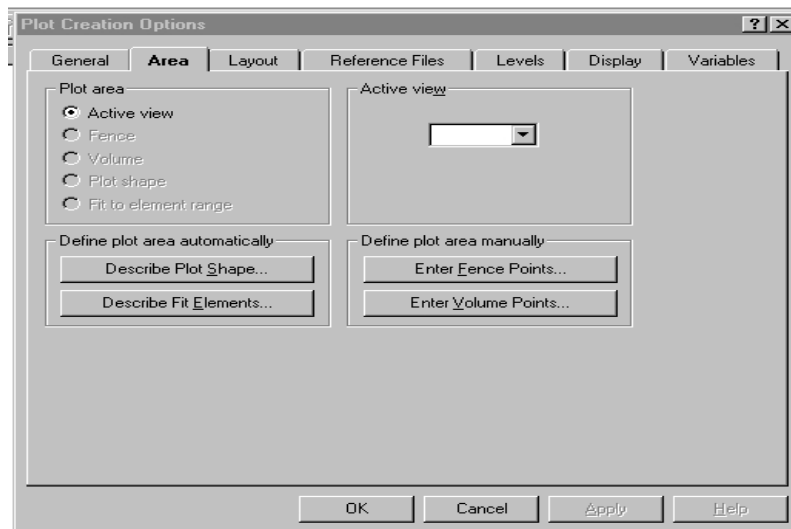 Plot Creation Options
General Area Layout Reference Files Levels Display Variables
Plot area
Active view
Fence
Volume
Plot shape
Fit to element range
Active view
Define plot area automatically
Describe Plot Shape...
Describe Fit Elements...
Define plot area manually
Enter Fence Points...
Enter Volume Points...
OK Cancel Apply Help